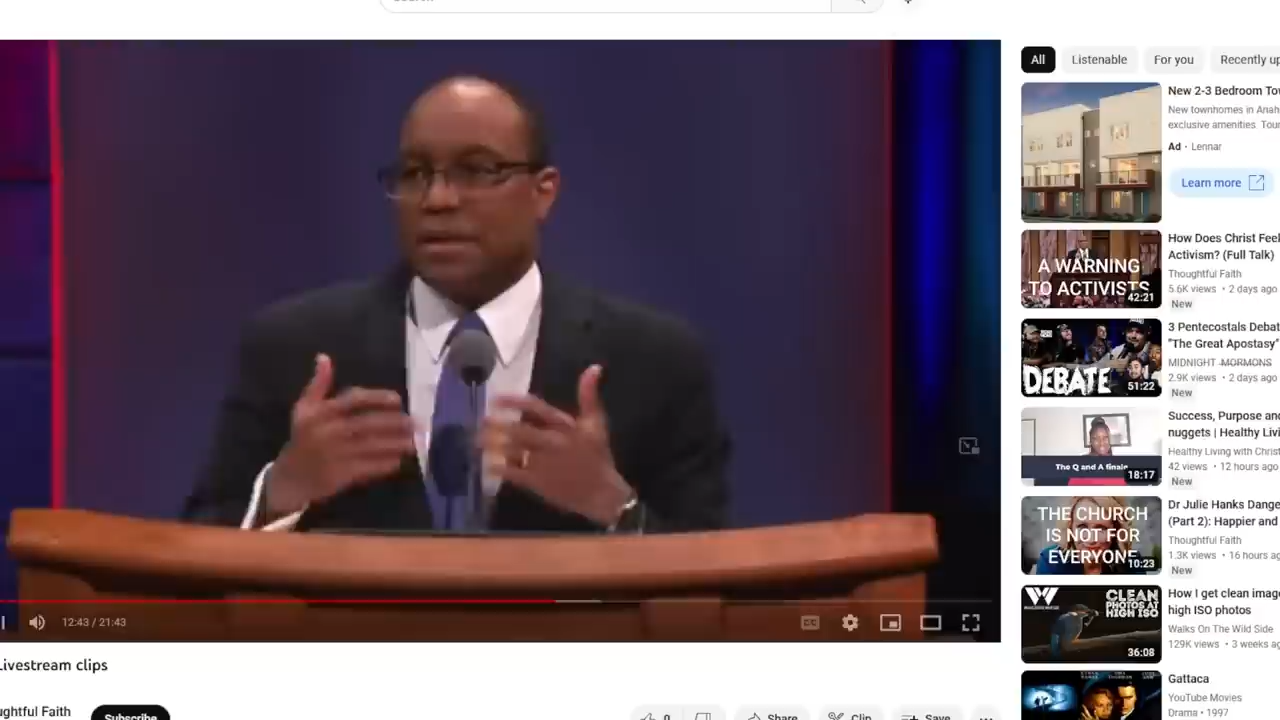 All
Listenable
For you
Recently up
New 2-3 Bedroom Tow
New townhomes in Anah
exclusive amenities. Tour
Ad · Lennar
Learn more
A WARNING
TO ACTIVISTS
42:21
How Does Christ Feel
Activism? (Full Talk)
Thoughtful Faith
5.6K views • 2 days ago
New
DEBATE
51:22
3 Pentecostals Debat
"The Great Apostasy"
MIDNIGHT MORMONS
2.9K views • 2 days ago
New
The Q and A finale
18:17
Success, Purpose and
nuggets | Healthy Livi
Healthy Living with Christ
42 views • 12 hours ago
New
THE CHURCH
IS NOT FOR
EVERYONE
10:23
Dr Julie Hanks Dange
(Part 2): Happier and
Thoughtful Faith
1.3K views • 16 hours ag
New
CLEAN
PHOTOS AT
HIGH ISO
36:08
How I get clean image
high ISO photos
Walks On The Wild Side
129K views • 3 weeks ag
Gattaca
YouTube Movies
Drama • 1997
12:43 / 21:43
CC
Livestream clips
ughtful Faith
Subscribe
0
Share
Clip
Save